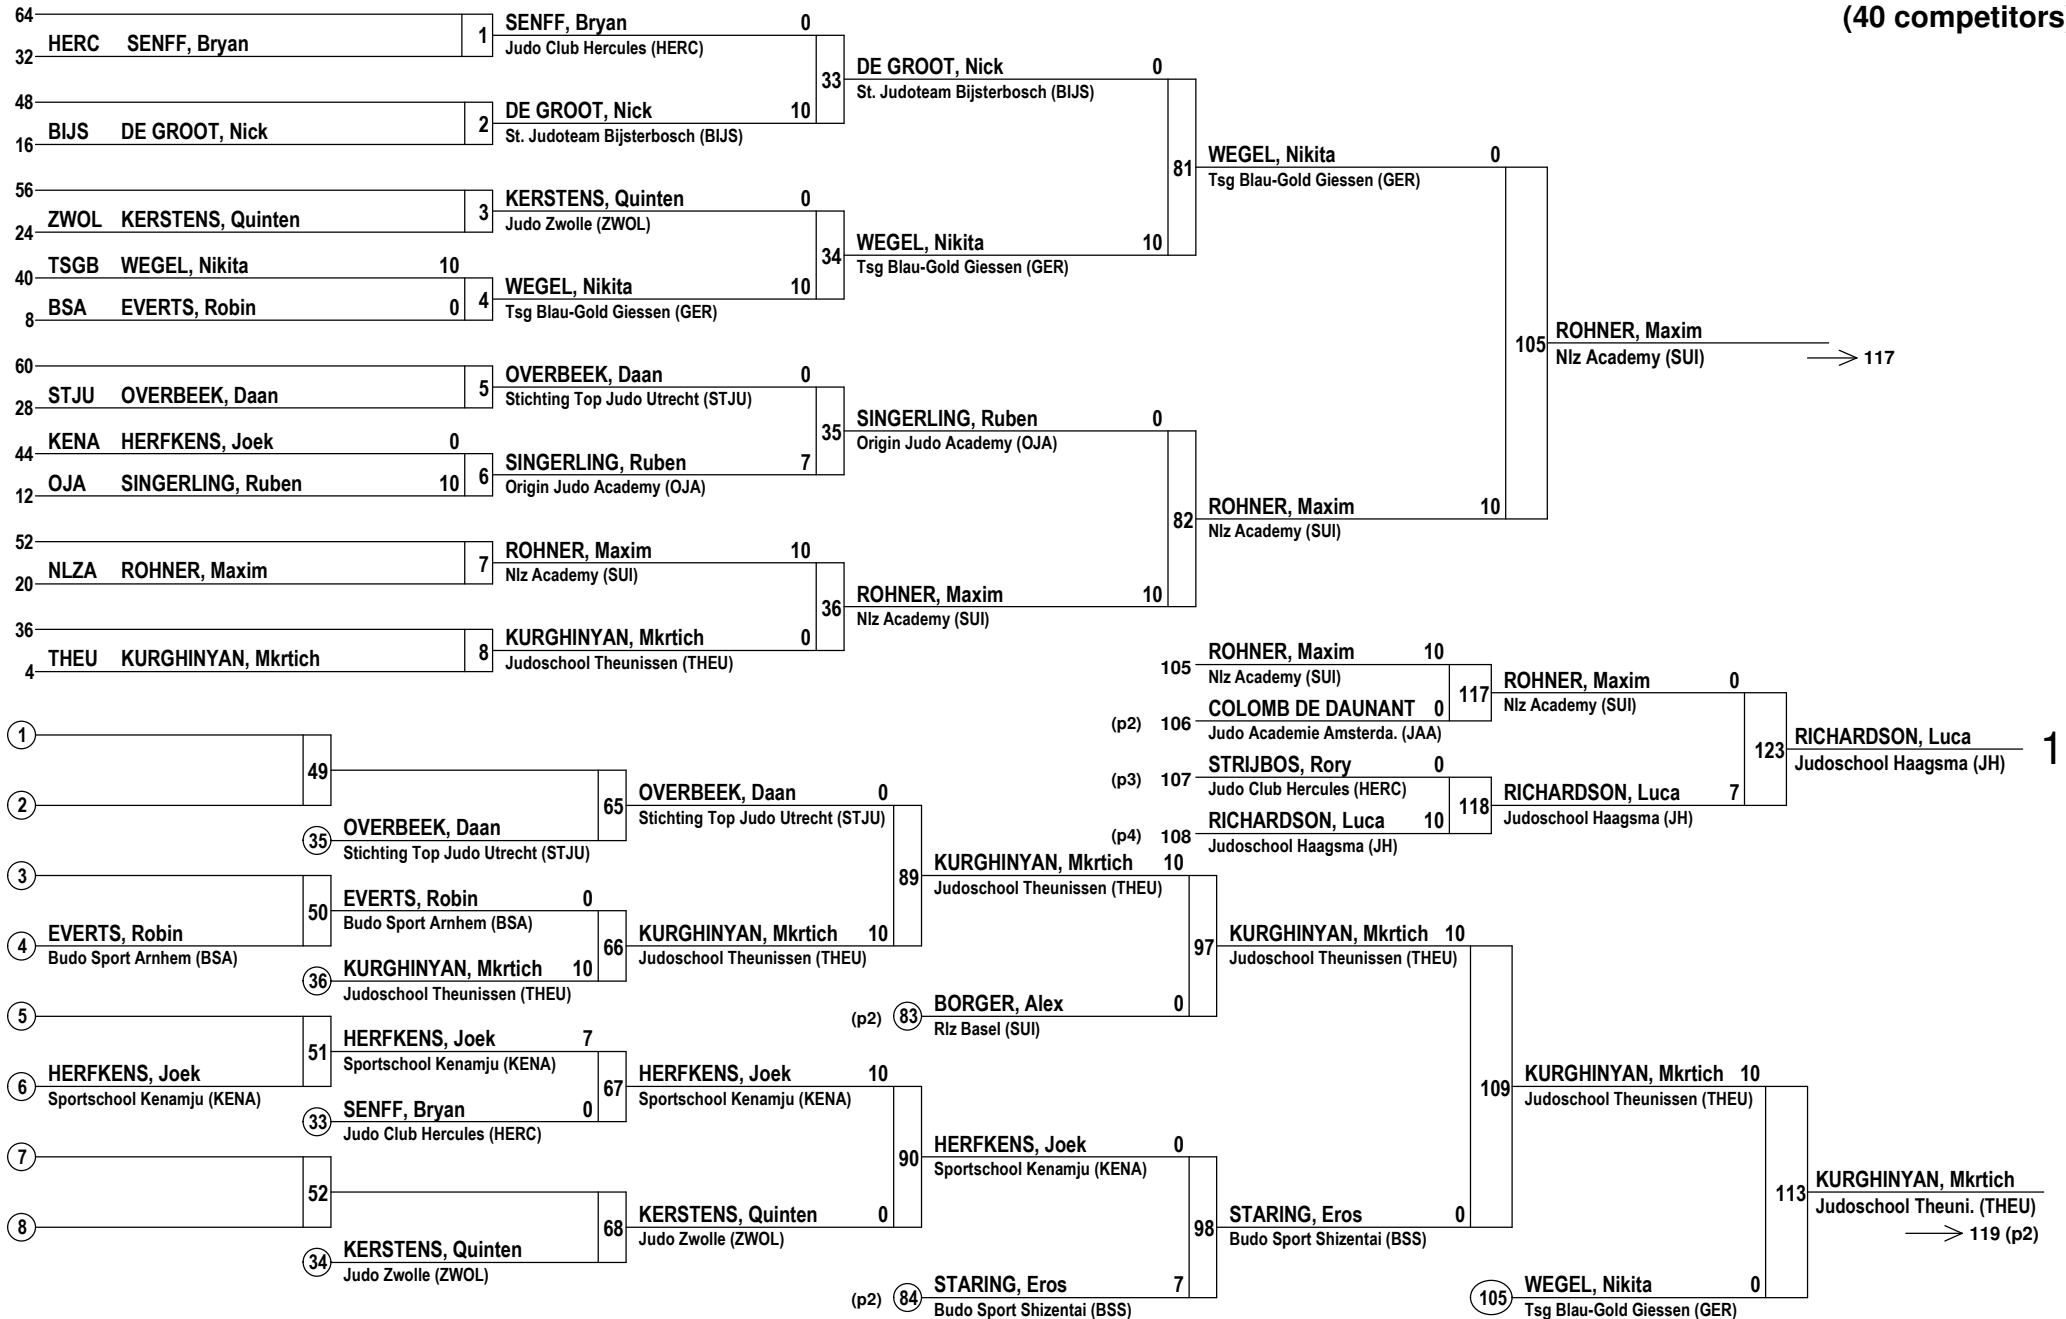 (40 competitors
64
HERC SENFF, Bryan
32
1
SENFF, Bryan 0
Judo Club Hercules (HERC)
33
DE GROOT, Nick 0
St. Judoteam Bijsterbosch (BIJS)
48
BIJS DE GROOT, Nick
16
2
DE GROOT, Nick 10
St. Judoteam Bijsterbosch (BIJS)
81
WEGEL, Nikita 0
Tsg Blau-Gold Giessen (GER)
56
ZWOL KERSTENS, Quinten
24
3
KERSTENS, Quinten 0
Judo Zwolle (ZWOL)
34
WEGEL, Nikita 10
Tsg Blau-Gold Giessen (GER)
TSGB WEGEL, Nikita 10
40
BSA EVERTS, Robin 0
8
4
WEGEL, Nikita 10
Tsg Blau-Gold Giessen (GER)
105
ROHNER, Maxim
Nlz Academy (SUI)
117
60
STJU OVERBEEK, Daan
28
5
OVERBEEK, Daan 0
Stichting Top Judo Utrecht (STJU)
35
SINGERLING, Ruben 0
Origin Judo Academy (OJA)
KENA HERFKENS, Joek 0
44
OJA SINGERLING, Ruben 10
12
6
SINGERLING, Ruben 7
Origin Judo Academy (OJA)
82
ROHNER, Maxim 10
Nlz Academy (SUI)
52
NLZA ROHNER, Maxim
20
7
ROHNER, Maxim 10
Nlz Academy (SUI)
36
ROHNER, Maxim 10
Nlz Academy (SUI)
36
THEU KURGHINYAN, Mkrtich
4
8
KURGHINYAN, Mkrtich 0
Judoschool Theunissen (THEU)
105
ROHNER, Maxim 10
Nlz Academy (SUI)
117
ROHNER, Maxim 0
Nlz Academy (SUI)
(p2) 106
COLOMB DE DAUNANT 0
Judo Academie Amsterda. (JAA)
123
RICHARDSON, Luca
Judoschool Haagsma (JH)
1
(p3) 107
STRIJBOS, Rory 0
Judo Club Hercules (HERC)
118
RICHARDSON, Luca 7
Judoschool Haagsma (JH)
(p4) 108
RICHARDSON, Luca 10
Judoschool Haagsma (JH)
1
49
2
65
OVERBEEK, Daan 0
Stichting Top Judo Utrecht (STJU)
35
OVERBEEK, Daan
Stichting Top Judo Utrecht (STJU)
89
KURGHINYAN, Mkrtich 10
Judoschool Theunissen (THEU)
3
50
EVERTS, Robin 0
Budo Sport Arnhem (BSA)
4
EVERTS, Robin
Budo Sport Arnhem (BSA)
66
KURGHINYAN, Mkrtich 10
Judoschool Theunissen (THEU)
36
KURGHINYAN, Mkrtich 10
Judoschool Theunissen (THEU)
97
KURGHINYAN, Mkrtich 10
Judoschool Theunissen (THEU)
(p2) 83
BORGER, Alex 0
Rlz Basel (SUI)
5
51
HERFKENS, Joek 7
Sportschool Kenamju (KENA)
6
HERFKENS, Joek
Sportschool Kenamju (KENA)
67
HERFKENS, Joek 10
Sportschool Kenamju (KENA)
33
SENFF, Bryan 0
Judo Club Hercules (HERC)
109
KURGHINYAN, Mkrtich 10
Judoschool Theunissen (THEU)
90
HERFKENS, Joek 0
Sportschool Kenamju (KENA)
7
52
8
68
KERSTENS, Quinten 0
Judo Zwolle (ZWOL)
34
KERSTENS, Quinten
Judo Zwolle (ZWOL)
98
STARING, Eros 0
Budo Sport Shizentai (BSS)
(p2) 84
STARING, Eros 7
Budo Sport Shizentai (BSS)
113
KURGHINYAN, Mkrtich
Judoschool Theuni. (THEU)
119 (p2)
105
WEGEL, Nikita 0
Tsg Blau-Gold Giessen (GER)